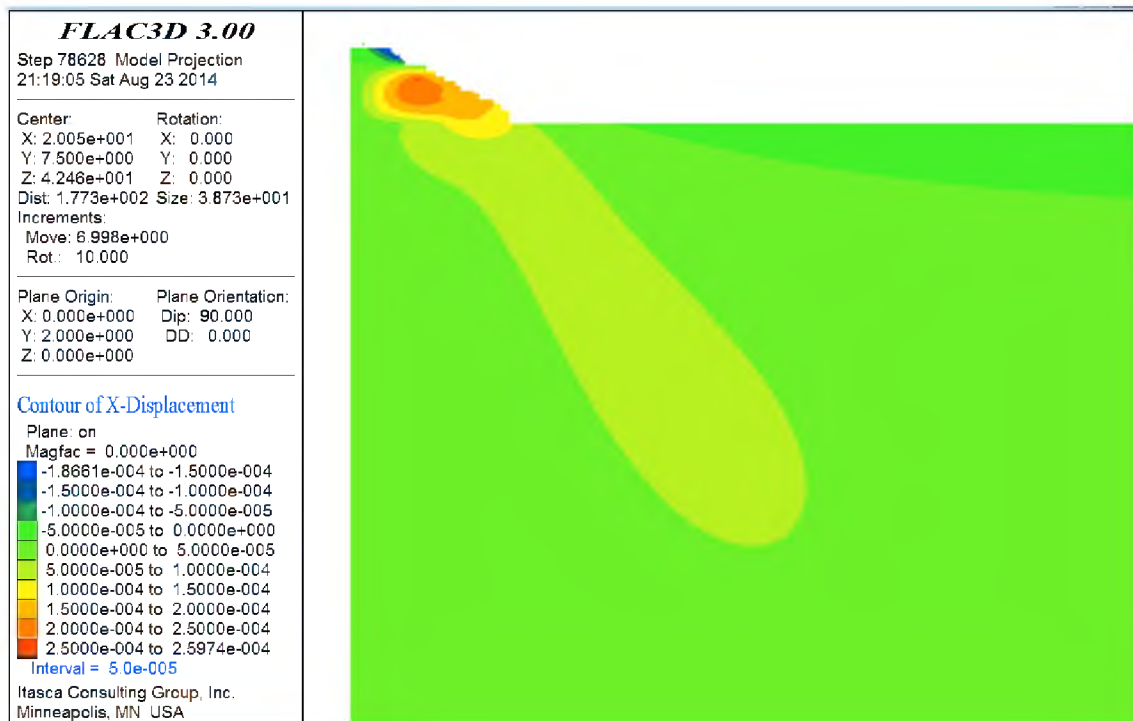 FLAC3D 3.00
Step 78628 Model Projection
21:19:05 Sat Aug 23 2014
Center: Rotation:
X: 2.005e+001 X: 0.000
Y: 7.500e+000 Y: 0.000
Z: 4.246e+001 Z: 0.000
Dist: 1.773e+002 Size: 3.873e+001
Increments:
Move: 6.998e+000
Rot.: 10.000
Plane Origin: Plane Orientation:
X: 0.000e+000 Dip: 90.000
Y: 2.000e+000 DD: 0.000
Z: 0.000e+000
Contour of X-Displacement
Plane: on
Magfac = 0.000e+000
-1.8661e-004 to -1.5000e-004
-1.5000e-004 to -1.0000e-004
-1.0000e-004 to -5.0000e-005
-5.0000e-005 to 0.0000e+000
0.0000e+000 to 5.0000e-005
5.0000e-005 to 1.0000e-004
1.0000e-004 to 1.5000e-004
1.5000e-004 to 2.0000e-004
2.0000e-004 to 2.5000e-004
2.5000e-004 to 2.5974e-004
Interval = 5.0e-005
Itasca Consulting Group, Inc.
Minneapolis, MN USA